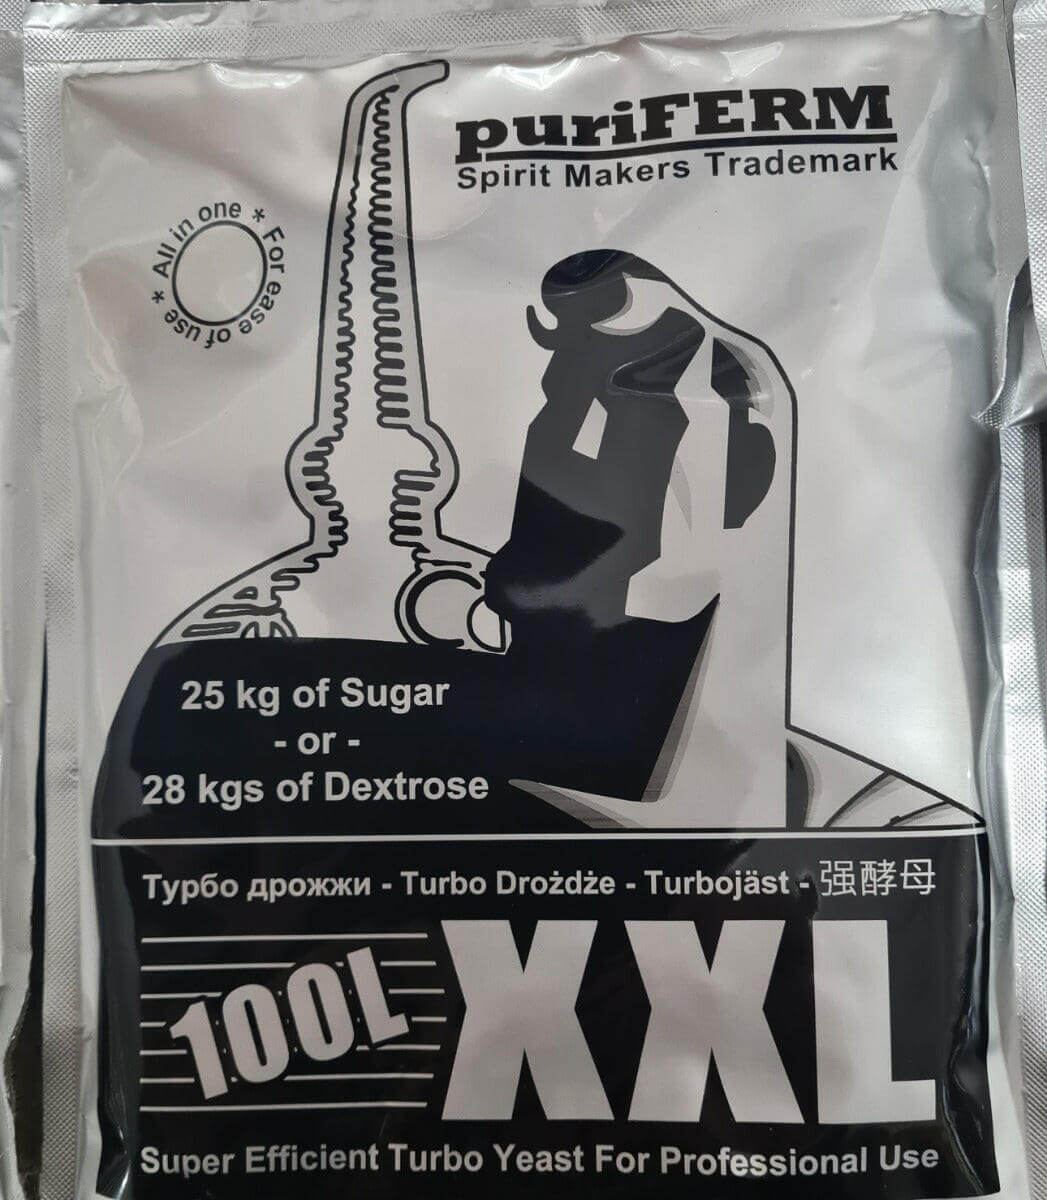 puriFERM
Spirit Makers Trademark
All in one * For ease of use *
25 kg of Sugar
- or -
28 kgs of Dextrose
Турбо дрожжи - Turbo Drożdże - Turbojäst - 强酵母
100L
XXL
Super Efficient Turbo Yeast For Professional Use